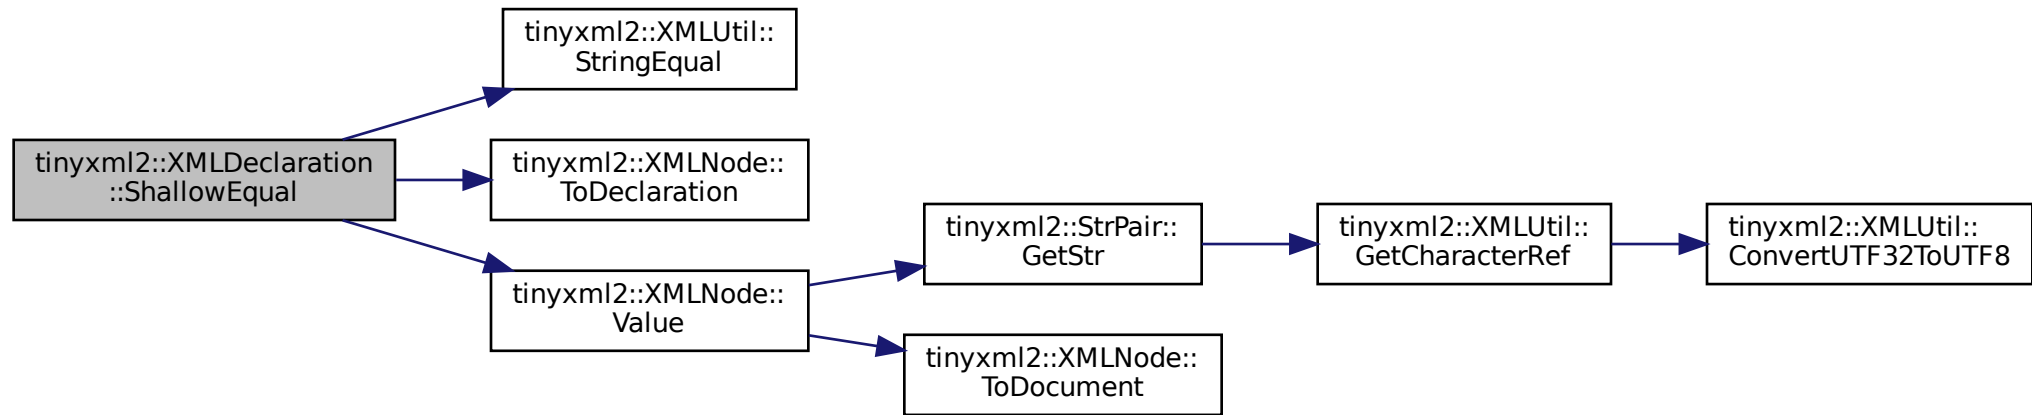 tinyxml2::XMLUtil::
StringEqual
tinyxml2::XMLDeclaration
::ShallowEqual
tinyxml2::XMLNode::
ToDeclaration
tinyxml2::XMLNode::
Value
tinyxml2::StrPair::
GetStr
tinyxml2::XMLUtil::
GetCharacterRef
tinyxml2::XMLUtil::
ConvertUTF32ToUTF8
tinyxml2::XMLNode::
ToDocument